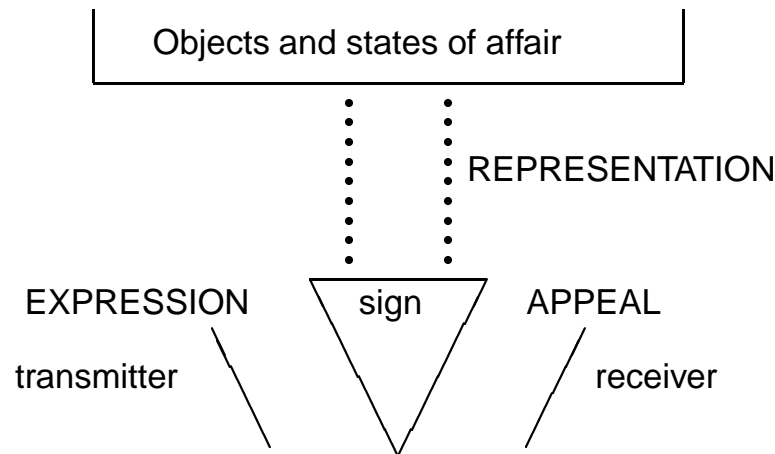 Objects and states of affair
REPRESENTATION
EXPRESSION sign APPEAL
transmitter receiver